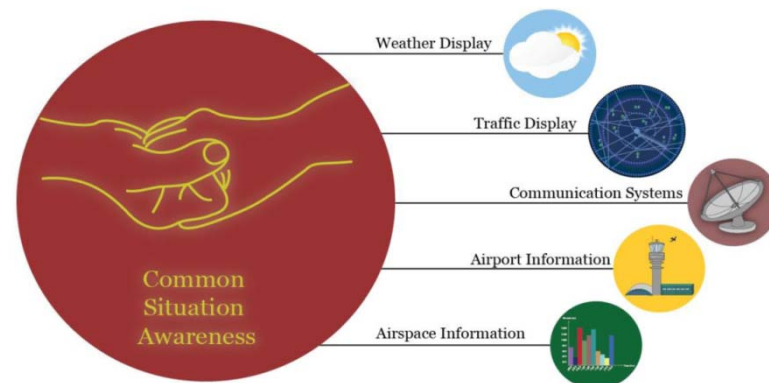 Weather Display
Traffic Display
Communication Systems
Airport Information
Airspace Information
Common
Situation
Awareness